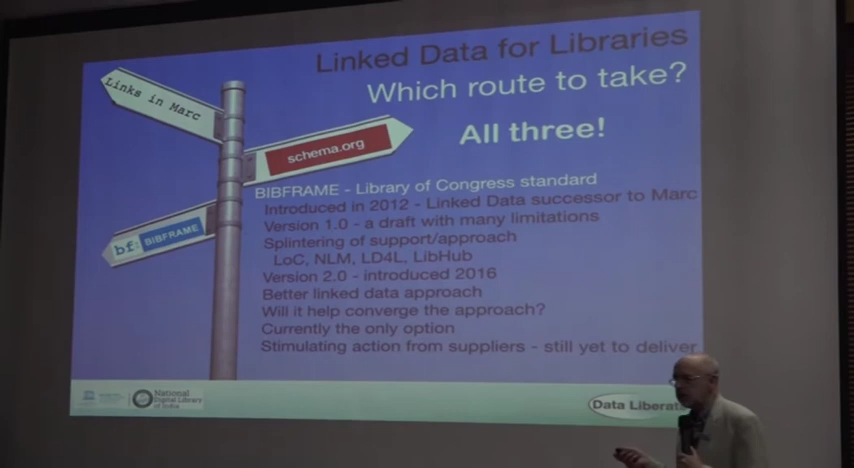 Linked Data for Libraries
Which route to take?
All three!
Links in Marc
schema.org
bf: BIBFRAME
BIBFRAME - Library of Congress standard
Introduced in 2012 - Linked Data successor to Marc
Version 1.0 - a draft with many limitations
Splintering of support/approach
LoC, NLM, LD4L, LibHub
Version 2.0 - introduced 2016
Better linked data approach
Will it help converge the approach?
Currently the only option
Stimulating action from suppliers - still yet to deliver
National
Digital Library
of India
Data Liberat